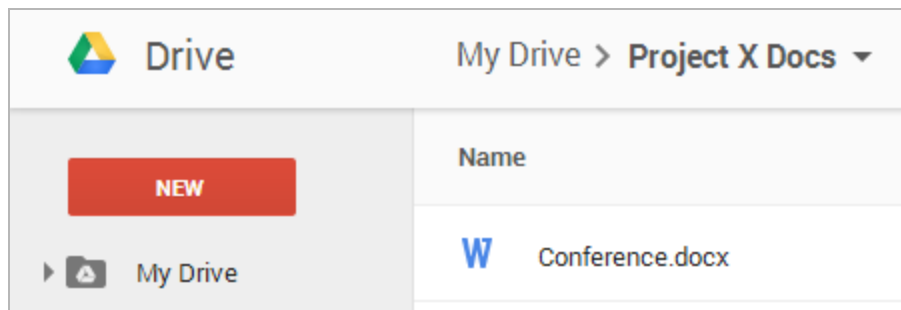 Drive
My Drive > Project X Docs
NEW
My Drive
Name
Conference.docx